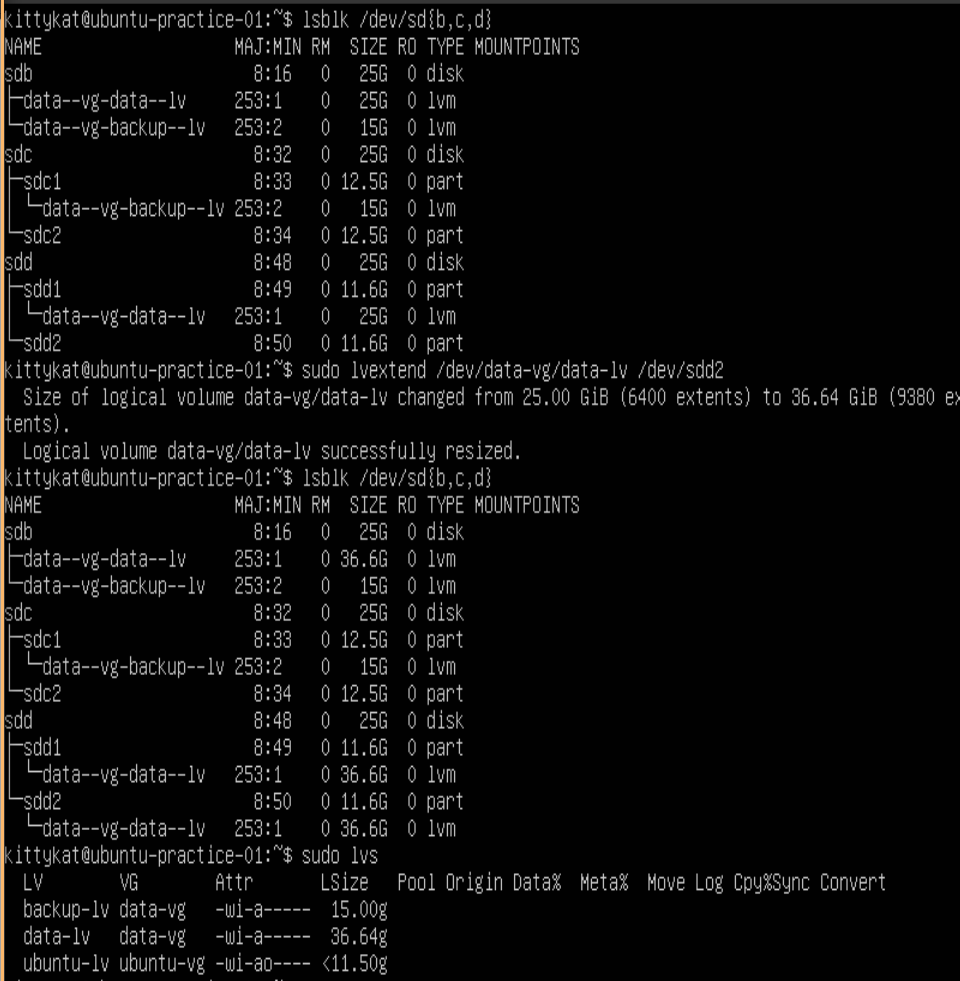 kittykat@ubuntu-practice-01:~$ lsblk /dev/sd{b,c,d}
NAME                    MAJ:MIN RM  SIZE RO TYPE MOUNTPOINTS
sdb                       8:16   0   25G  0 disk
├─data--vg-data--lv     253:1    0   25G  0 lvm
└─data--vg-backup--lv   253:2    0   15G  0 lvm
sdc                       8:32   0   25G  0 disk
├─sdc1                    8:33   0 12.5G  0 part
│ └─data--vg-backup--lv 253:2    0   15G  0 lvm
└─sdc2                    8:34   0 12.5G  0 part
sdd                       8:48   0   25G  0 disk
├─sdd1                    8:49   0 11.6G  0 part
│ └─data--vg-data--lv   253:1    0   25G  0 lvm
└─sdd2                    8:50   0 11.6G  0 part
kittykat@ubuntu-practice-01:~$ sudo lvextend /dev/data-vg/data-lv /dev/sdd2
  Size of logical volume data-vg/data-lv changed from 25.00 GiB (6400 extents) to 36.64 GiB (9380 ex
tents).
  Logical volume data-vg/data-lv successfully resized.
kittykat@ubuntu-practice-01:~$ lsblk /dev/sd{b,c,d}
NAME                    MAJ:MIN RM  SIZE RO TYPE MOUNTPOINTS
sdb                       8:16   0   25G  0 disk
├─data--vg-data--lv     253:1    0 36.6G  0 lvm
└─data--vg-backup--lv   253:2    0   15G  0 lvm
sdc                       8:32   0   25G  0 disk
├─sdc1                    8:33   0 12.5G  0 part
│ └─data--vg-backup--lv 253:2    0   15G  0 lvm
└─sdc2                    8:34   0 12.5G  0 part
sdd                       8:48   0   25G  0 disk
├─sdd1                    8:49   0 11.6G  0 part
│ └─data--vg-data--lv   253:1    0 36.6G  0 lvm
└─sdd2                    8:50   0 11.6G  0 part
  └─data--vg-data--lv   253:1    0 36.6G  0 lvm
kittykat@ubuntu-practice-01:~$ sudo lvs
  LV        VG        Attr       LSize   Pool Origin Data%  Meta%  Move Log Cpy%Sync Convert
  backup-lv data-vg   -wi-a-----  15.00g
  data-lv   data-vg   -wi-a-----  36.64g
  ubuntu-lv ubuntu-vg -wi-ao---- <11.50g